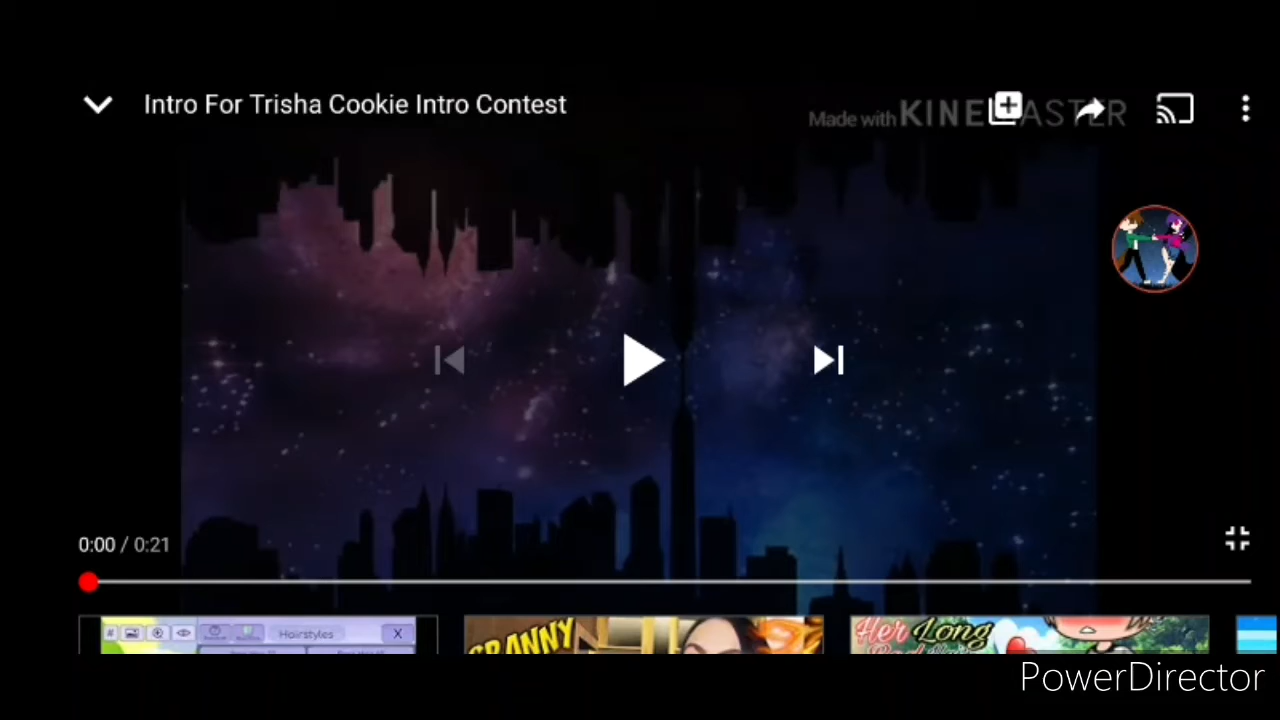 Intro For Trisha Cookie Intro Contest
Made with KINEMASTER
0:00 / 0:21
# Hairstyles X
GRANNY
Her Long
PowerDirector